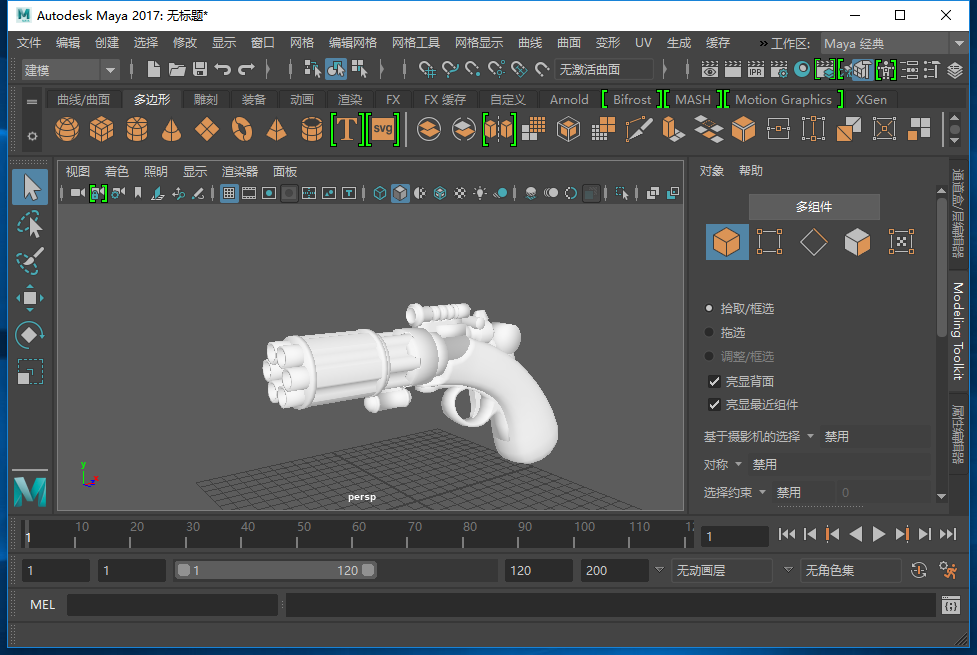 Autodesk Maya 2017: 无标题*
文件 编辑 创建 选择 修改 显示 窗口 网格 编辑网格 网格工具 网格显示 曲线 曲面 变形 UV 生成 缓存 » 工作区: Maya 经典
建模 无激活曲面 IPR
曲线/曲面 多边形 雕刻 装备 动画 渲染 FX FX 缓存 自定义 Arnold Bifrost MASH Motion Graphics XGen
T svg
视图 着色 照明 显示 渲染器 面板
对象 帮助
多组件
拾取/框选
拖选
调整/框选
亮显背面
亮显最近组件
基于摄影机的选择 禁用
对称 禁用
选择约束 禁用 0
通道盒/层编辑器
Modeling Toolkit
属性编辑器
y
z
persp
1 10 20 30 40 50 60 70 80 90 100 110 1
1 1 1 120 120 200 无动画层 无角色集
MEL